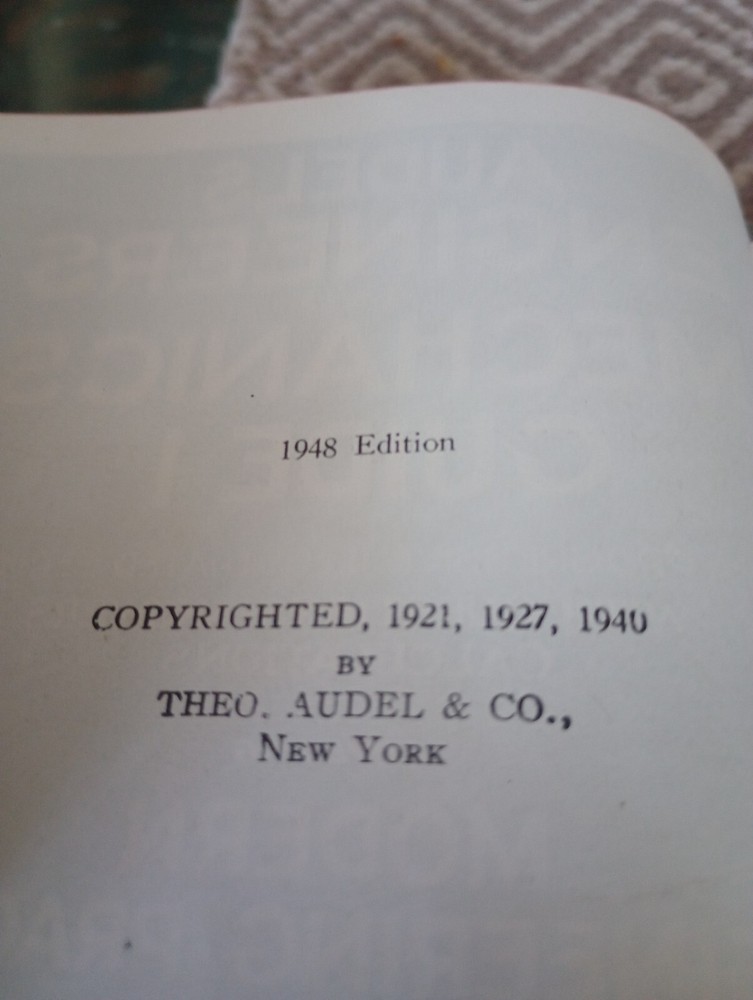 1948 Edition
COPYRIGHTED, 1921, 1927, 1940
BY
THEO. AUDEL & CO.,
NEW YORK